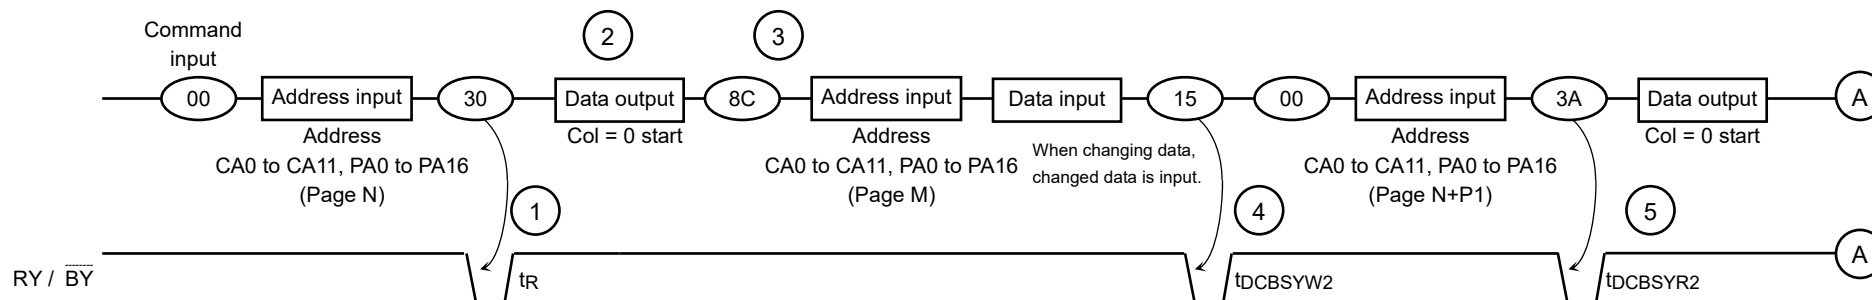 Command
input
2
3
00
Address input
30
Data output
8C
Address input
Data input
15
00
Address input
3A
Data output
A
Address
CA0 to CA11, PA0 to PA16
(Page N)
Col = 0 start
Address
CA0 to CA11, PA0 to PA16
(Page M)
When changing data,
changed data is input.
Address
CA0 to CA11, PA0 to PA16
(Page N+P1)
Col = 0 start
1
4
5
RY / BY
tR
tDCBSYW2
tDCBSYR2
A